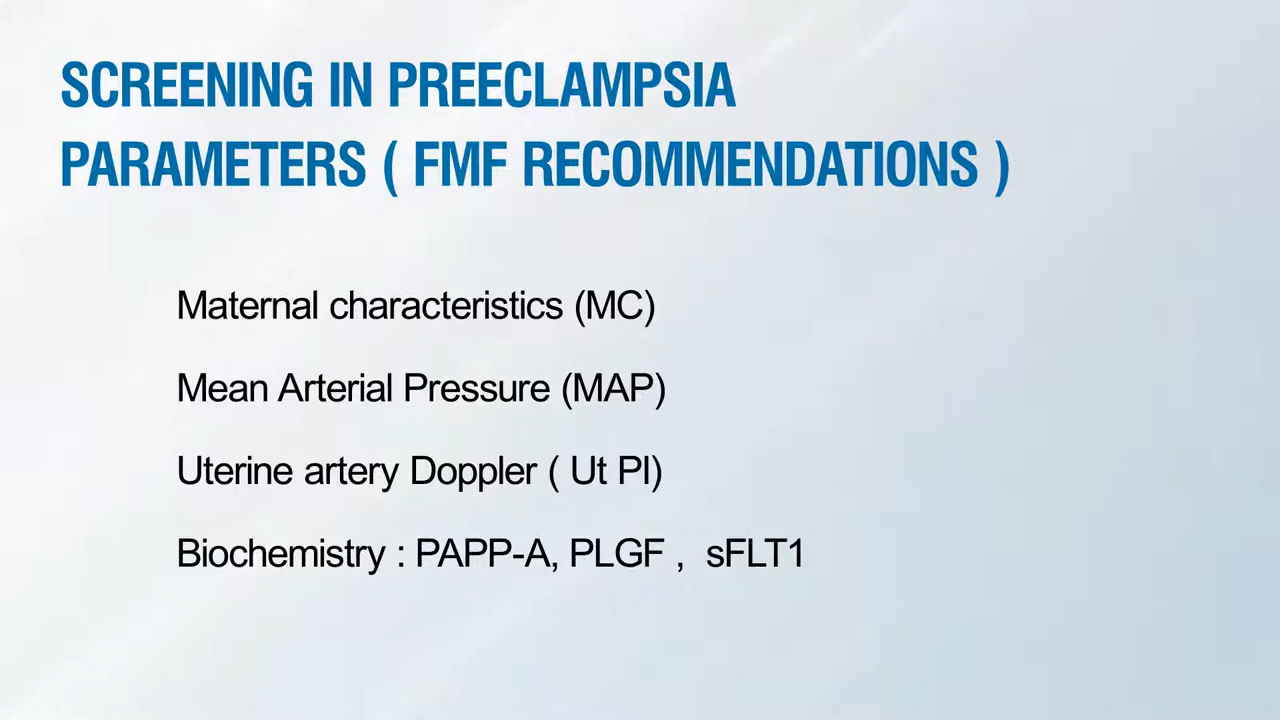 SCREENING IN PREECLAMPSIA
PARAMETERS ( FMF RECOMMENDATIONS )
Maternal characteristics (MC)
Mean Arterial Pressure (MAP)
Uterine artery Doppler ( Ut PI)
Biochemistry : PAPP-A, PLGF , sFLT1